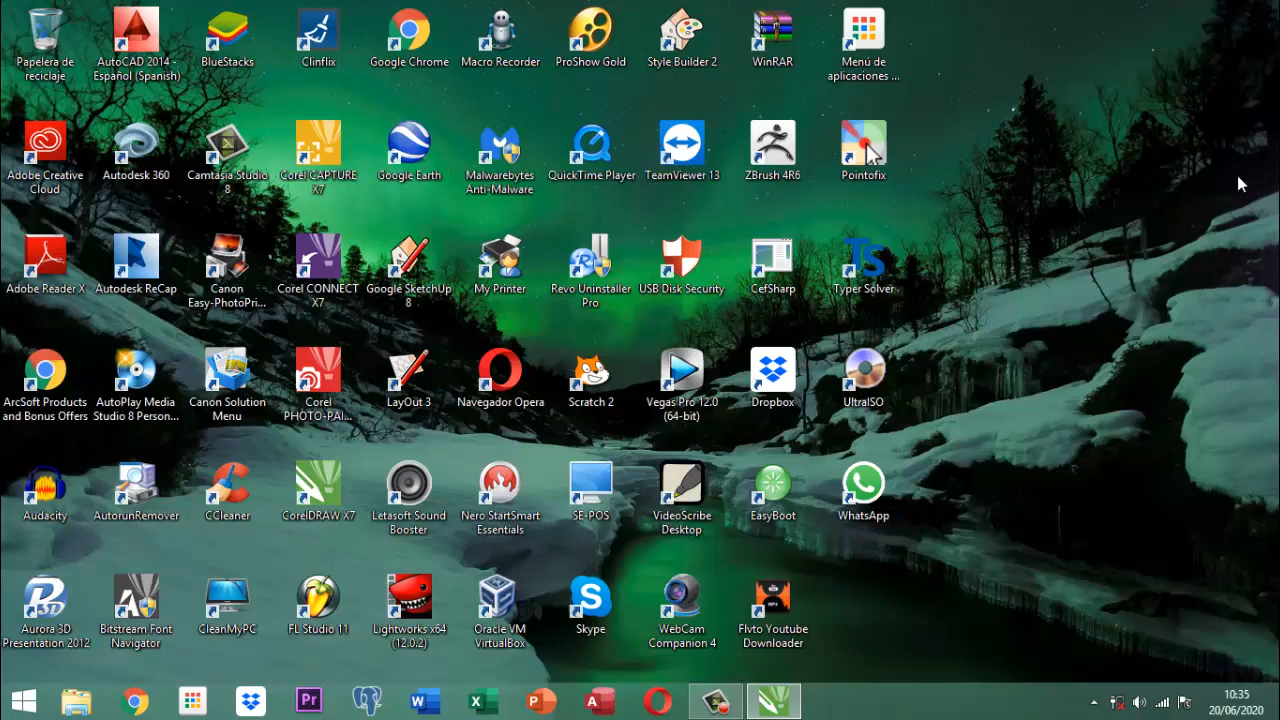 Papelera de
reciclaje
AutoCAD 2014 -
Español (Spanish)
BlueStacks
Clinflix
Google Chrome
Macro Recorder
ProShow Gold
Style Builder 2
WinRAR
Menú de
aplicaciones ...
Adobe Creative
Cloud
Autodesk 360
Camtasia Studio
8
Corel CAPTURE
X7
Google Earth
Malwarebytes
Anti-Malware
QuickTime Player
TeamViewer 13
ZBrush 4R6
Pointofix
Adobe Reader X
Autodesk ReCap
Canon
Easy-PhotoPri...
Corel CONNECT
X7
Google SketchUp
8
My Printer
Revo Uninstaller
Pro
USB Disk Security
CefSharp
TS
Typer Solver
ArcSoft Products
and Bonus Offers
AutoPlay Media
Studio 8 Person...
Canon Solution
Menu
Corel
PHOTO-PAI...
LayOut 3
Navegador Opera
Scratch 2
Vegas Pro 12.0
(64-bit)
Dropbox
UltraISO
Audacity
AutorunRemover
CCleaner
CorelDRAW X7
Letasoft Sound
Booster
Nero StartSmart
Essentials
SE-POS
VideoScribe
Desktop
EasyBoot
WhatsApp
Aurora 3D
Presentation 2012
Bitstream Font
Navigator
CleanMyPC
FL Studio 11
Lightworks x64
(12.0.2)
Oracle VM
VirtualBox
Skype
WebCam
Companion 4
Flvto Youtube
Downloader
Pr
W
X
P
A
10:35
20/06/2020